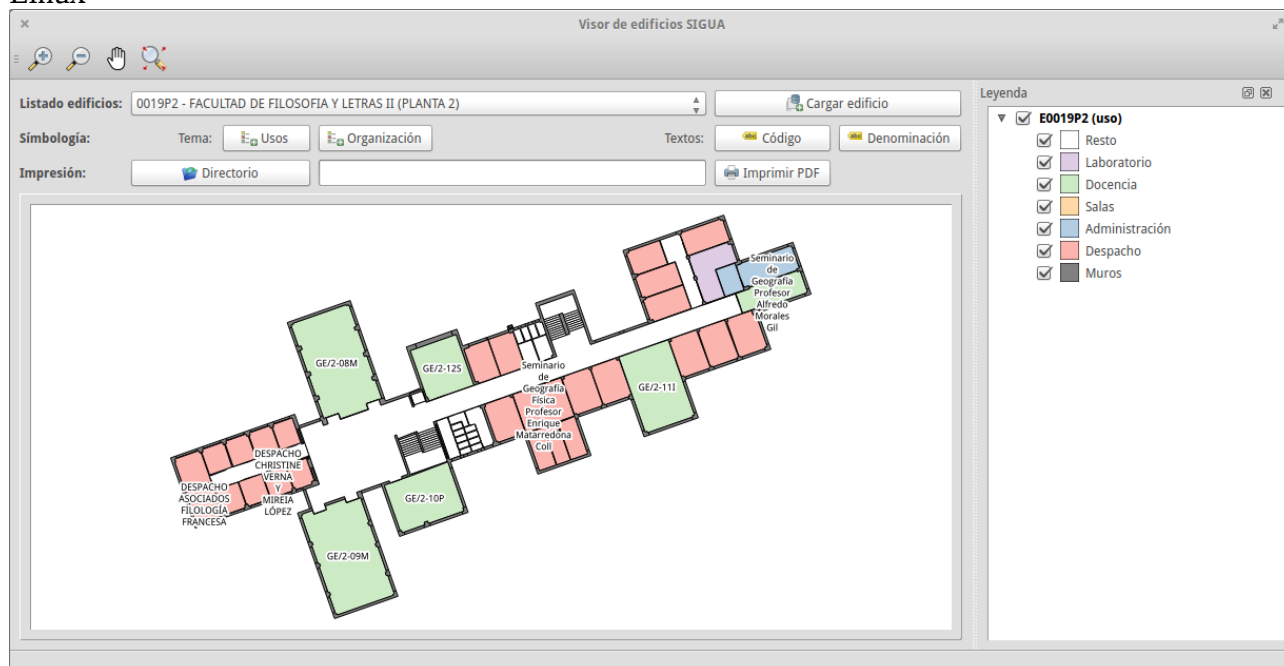 Linux
Visor de edificios SIGUA
Listado edificios:
0019P2 - FACULTAD DE FILOSOFIA Y LETRAS II (PLANTA 2)
Cargar edificio
Símbología:
Tema:
Usos
Organización
Textos:
Código
Denominación
Impresión:
Directorio
Imprimir PDF
Seminario
de
Geografía
Profesor
Alfredo
Morales
Gil
GE/2-08M
GE/2-12S
Seminario
de
Geografía
Física
Profesor
Enrique
Matarredona
Coll
GE/2-11I
DESPACHO
CHRISTINE
VERNA
Y
MIREIA
LÓPEZ
DESPACHO
ASOCIADOS
FILOLOGÍA
FRANCESA
GE/2-10P
GE/2-09M
Leyenda
E0019P2 (uso)
Resto
Laboratorio
Docencia
Salas
Administración
Despacho
Muros